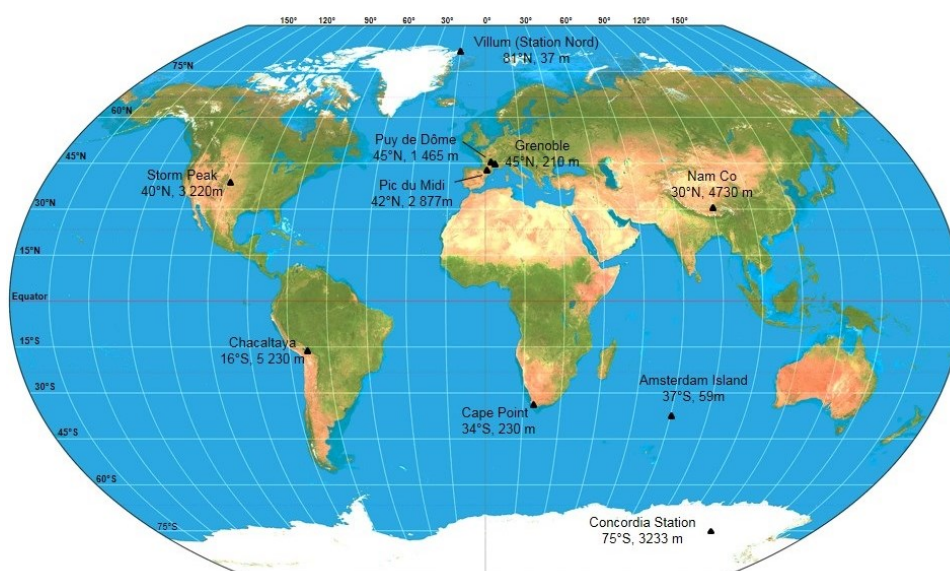 150° 120° 90° 60° 30° 0° 30° 60° 90° 120° 150°
Villum (Station Nord)
81°N, 37 m
75°N
60°N
Puy de Dôme
45°N, 1 465 m
Grenoble
45°N, 210 m
45°N
Storm Peak
40°N, 3 220m
Pic du Midi
42°N, 2 877m
Nam Co
30°N, 4730 m
30°N
15°N
Equator
Chacaltaya
16°S, 5 230 m
15°S
Amsterdam Island
37°S, 59m
30°S
Cape Point
34°S, 230 m
45°S
60°S
Concordia Station
75°S, 3233 m
75°S